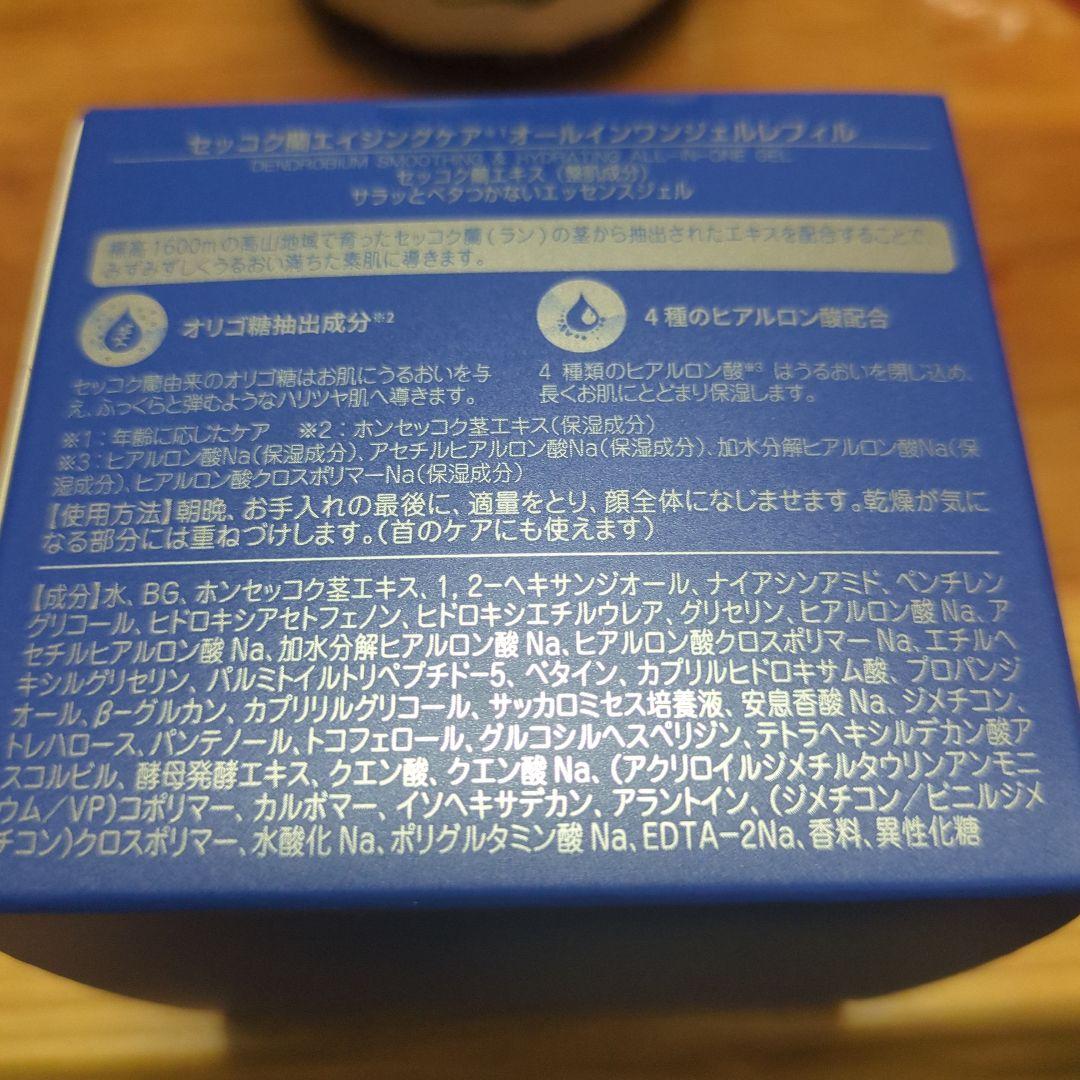 セッコク蘭エイジングケア※1オールインワンジェルレフィル
DENDROBIUM SMOOTHING & HYDRATING ALL-IN-ONE GEL
セッコク蘭エキス（整肌成分）
サラッとベタつかないエッセンスジェル
標高1600mの高山地域で育ったセッコク蘭(ラン)の茎から抽出されたエキスを配合することで、
みずみずしくうるおい満ちた素肌に導きます。
オリゴ糖抽出成分※2
セッコク蘭由来のオリゴ糖はお肌にうるおいを与
え、ふっくらと弾むようなハリツヤ肌へ導きます。
4種のヒアルロン酸配合
4種類のヒアルロン酸※3はうるおいを閉じ込め、
長くお肌にとどまり保湿します。
※1：年齢に応じたケア　※2：ホンセッコク茎エキス(保湿成分)
※3：ヒアルロン酸Na(保湿成分)、アセチルヒアルロン酸Na(保湿成分)、加水分解ヒアルロン酸Na(保
湿成分)、ヒアルロン酸クロスポリマーNa(保湿成分)
【使用方法】朝晩、お手入れの最後に、適量をとり、顔全体になじませます。乾燥が気に
なる部分には重ねづけします。(首のケアにも使えます)
【成分】水、BG、ホンセッコク茎エキス、1，2-ヘキサンジオール、ナイアシンアミド、ペンチレン
グリコール、ヒドロキシアセトフェノン、ヒドロキシエチルウレア、グリセリン、ヒアルロン酸Na、ア
セチルヒアルロン酸Na、加水分解ヒアルロン酸Na、ヒアルロン酸クロスポリマーNa、エチルヘ
キシルグリセリン、パルミトイルトリペプチド-5、ベタイン、カプリルヒドロキサム酸、プロパンジ
オール、β-グルカン、カプリリルグリコール、サッカロミセス培養液、安息香酸Na、ジメチコン、
トレハロース、パンテノール、トコフェロール、グルコシルヘスペリジン、テトラヘキシルデカン酸ア
スコルビル、酵母発酵エキス、クエン酸、クエン酸Na、(アクリロイルジメチルタウリンアンモニ
ウム／VP)コポリマー、カルボマー、イソヘキサデカン、アラントイン、(ジメチコン／ビニルジメ
チコン)クロスポリマー、水酸化Na、ポリグルタミン酸Na、EDTA-2Na、香料、異性化糖